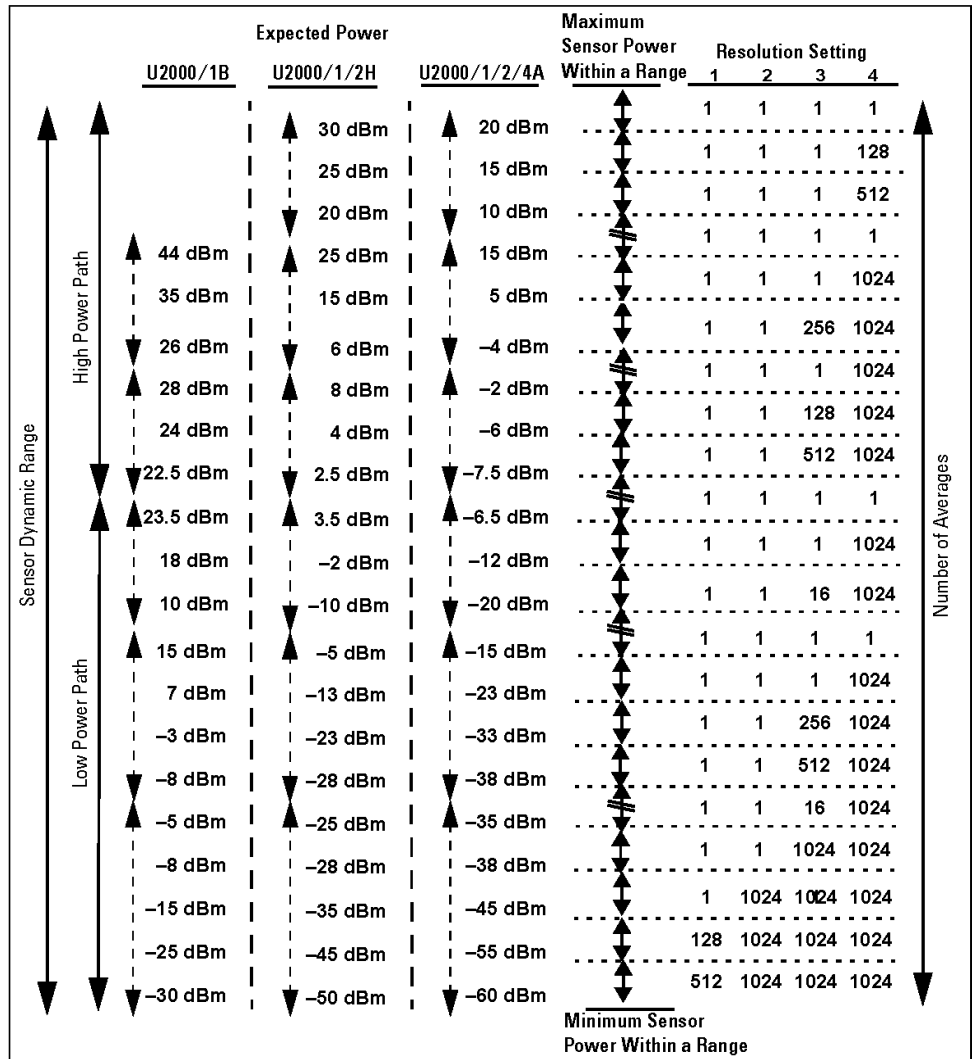 Expected Power
Maximum
Sensor Power
Within a Range
Resolution Setting
U2000/1B U2000/1/2H U2000/1/2/4A 1 2 3 4
30 dBm 20 dBm 1 1 1 1
25 dBm 15 dBm 1 1 1 128
20 dBm 10 dBm 1 1 1 512
44 dBm 25 dBm 15 dBm 1 1 1 1
35 dBm 15 dBm 5 dBm 1 1 1 1024
26 dBm 6 dBm –4 dBm 1 1 256 1024
28 dBm 8 dBm –2 dBm 1 1 1 1024
24 dBm 4 dBm –6 dBm 1 1 128 1024
22.5 dBm 2.5 dBm –7.5 dBm 1 1 512 1024
23.5 dBm 3.5 dBm –6.5 dBm 1 1 1 1
18 dBm –2 dBm –12 dBm 1 1 1 1024
10 dBm –10 dBm –20 dBm 1 1 16 1024
15 dBm –5 dBm –15 dBm 1 1 1 1
7 dBm –13 dBm –23 dBm 1 1 1 1024
–3 dBm –23 dBm –33 dBm 1 1 256 1024
–8 dBm –28 dBm –38 dBm 1 1 512 1024
–5 dBm –25 dBm –35 dBm 1 1 16 1024
–8 dBm –28 dBm –38 dBm 1 1 1024 1024
–15 dBm –35 dBm –45 dBm 1 1024 1024 1024
–25 dBm –45 dBm –55 dBm 128 1024 1024 1024
–30 dBm –50 dBm –60 dBm 512 1024 1024 1024
Minimum Sensor
Power Within a Range
Sensor Dynamic Range
High Power Path
Low Power Path
Number of Averages